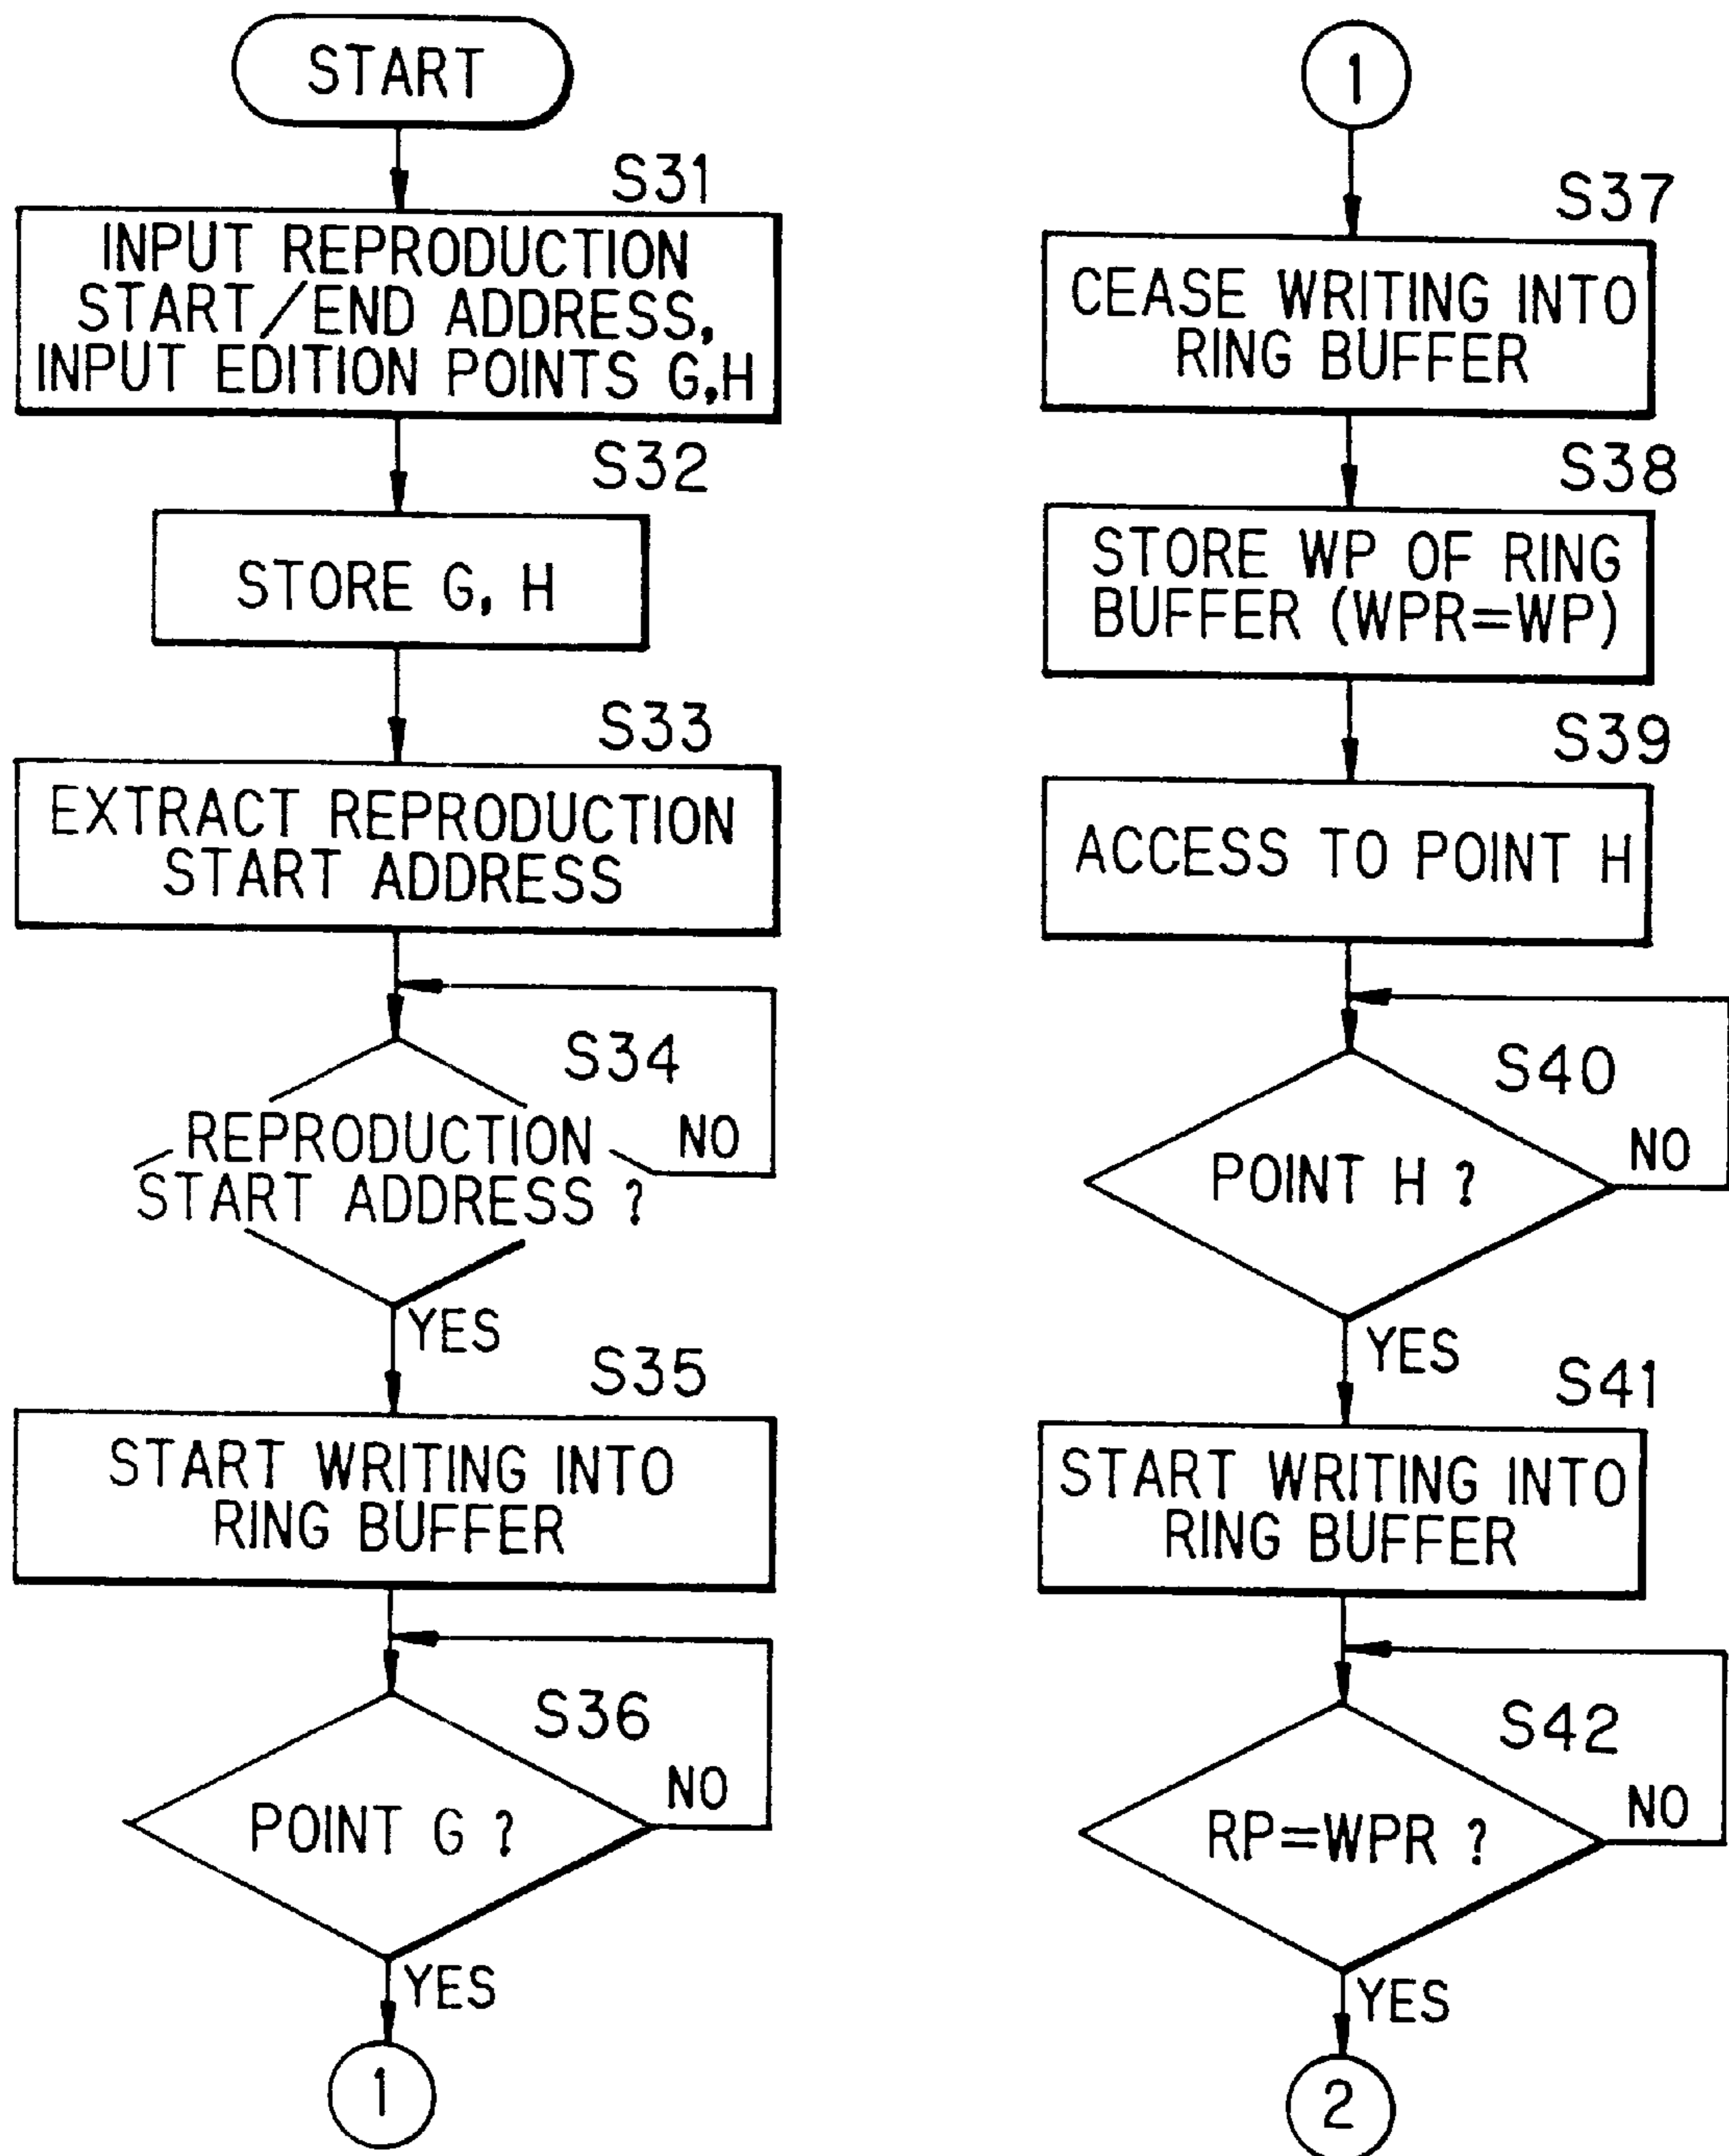 START
S31
INPUT REPRODUCTION
START/END ADDRESS,
INPUT EDITION POINTS G,H
S32
STORE G, H
S33
EXTRACT REPRODUCTION
START ADDRESS
S34
REPRODUCTION
START ADDRESS ?
NO
YES
S35
START WRITING INTO
RING BUFFER
S36
POINT G ?
NO
YES
1
1
S37
CEASE WRITING INTO
RING BUFFER
S38
STORE WP OF RING
BUFFER (WPR=WP)
S39
ACCESS TO POINT H
S40
POINT H ?
NO
YES
S41
START WRITING INTO
RING BUFFER
S42
RP=WPR ?
NO
YES
2